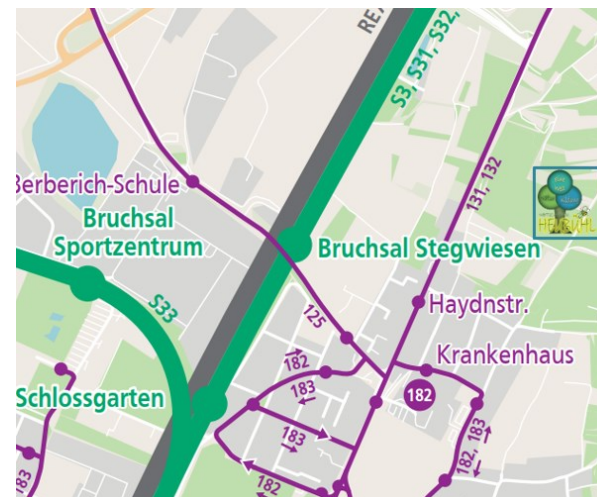 S3, S31, S32,
131, 132
Berberich-Schule
Bruchsal
Sportzentrum
Bruchsal Stegwiesen
S33
125
Haydnstr.
Krankenhaus
182
183
182
Schlossgarten
183
182, 183
183
182